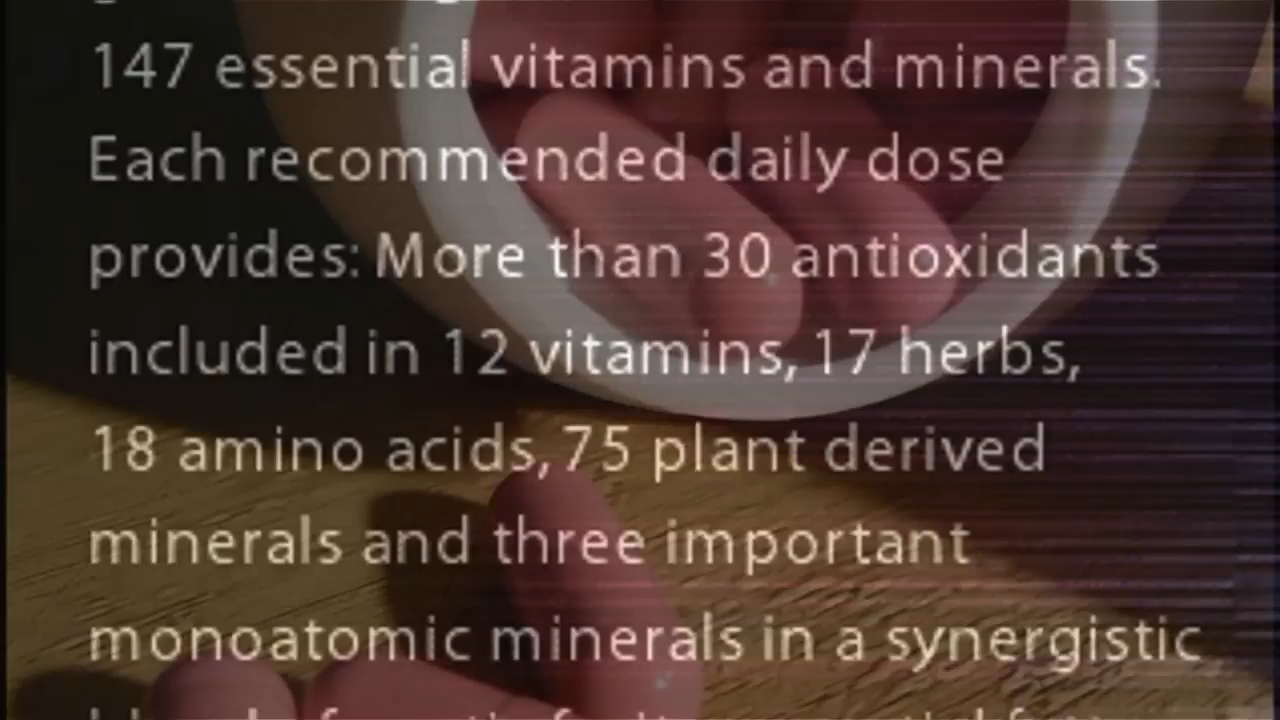 147 essential vitamins and minerals.
Each recommended daily dose
provides: More than 30 antioxidants
included in 12 vitamins, 17 herbs,
18 amino acids, 75 plant derived
minerals and three important
monoatomic minerals in a synergistic